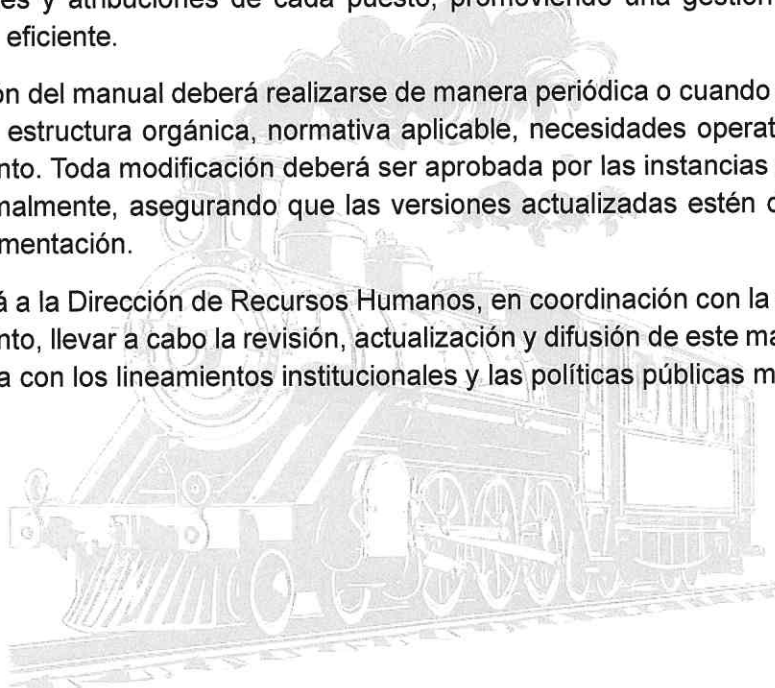 es y atribuciones de cada puesto, promoviendo una gestión
eficiente.
ón del manual deberá realizarse de manera periódica o cuando
estructura orgánica, normativa aplicable, necesidades operat
nto. Toda modificación deberá ser aprobada por las instancias
malmente, asegurando que las versiones actualizadas estén
mentación.
á a la Dirección de Recursos Humanos, en coordinación con la
nto, llevar a cabo la revisión, actualización y difusión de este ma
a con los lineamientos institucionales y las políticas públicas m